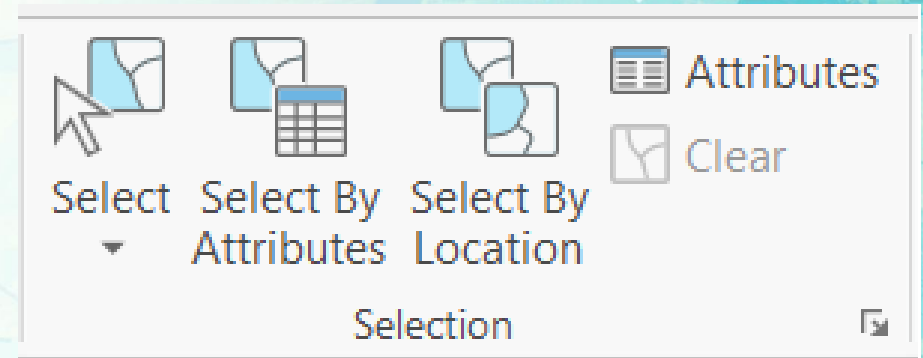 Select
Select By
Attributes
Select By
Location
Attributes
Clear
Selection